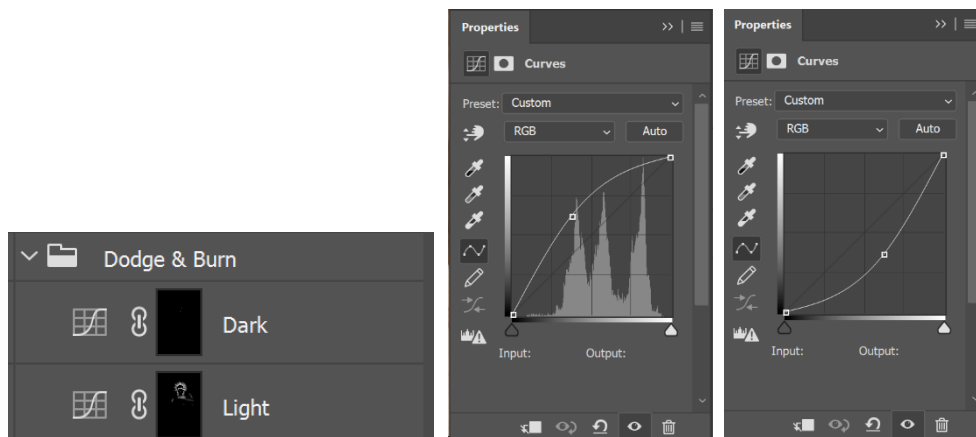 Dodge & Burn
Dark
Light
Properties
Curves
Preset: Custom
RGB Auto
Input: Output:
Properties
Curves
Preset: Custom
RGB Auto
Input: Output: